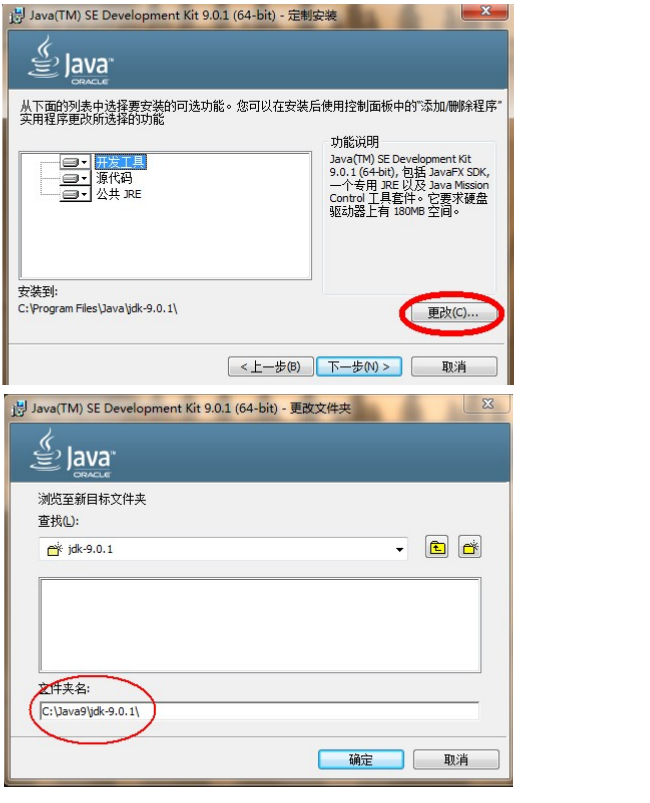 Java(TM) SE Development Kit 9.0.1 (64-bit) - 定制安装
Java™
ORACLE
从下面的列表中选择要安装的可选功能。您可以在安装后使用控制面板中的"添加/删除程序"
实用程序更改所选择的功能
开发工具
源代码
公共 JRE
功能说明
Java(TM) SE Development Kit
9.0.1 (64-bit), 包括 JavaFX SDK,
一个专用 JRE 以及 Java Mission
Control 工具套件。它要求硬盘
驱动器上有 180MB 空间。
安装到:
C:\Program Files\Java\jdk-9.0.1\
更改(C)...
< 上一步(B)
下一步(N) >
取消
Java(TM) SE Development Kit 9.0.1 (64-bit) - 更改文件夹
Java™
ORACLE
浏览至新目标文件夹
查找(L):
jdk-9.0.1
文件夹名:
C:\Java9\jdk-9.0.1\
确定
取消